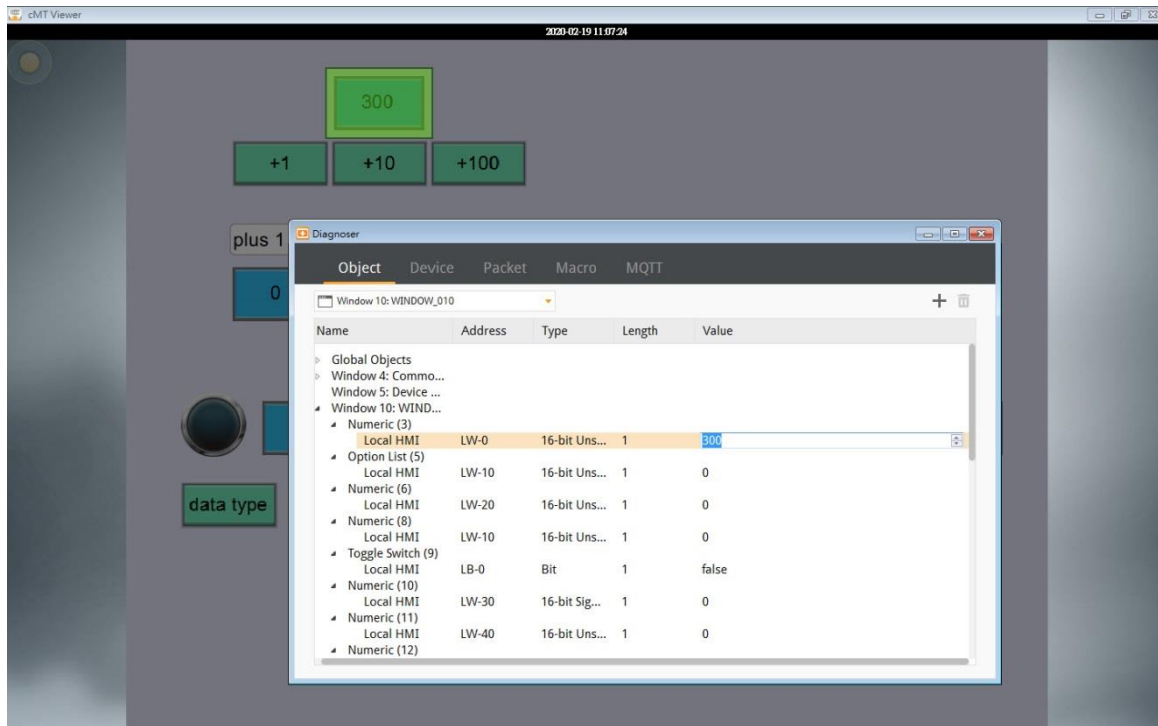 cMT Viewer
2020-02-19 11:07:24
300
+1 +10 +100
plus 1
0
data type
Diagnoser
Object Device Packet Macro MQTT
Window 10: WINDOW_010
Name Address Type Length Value
Global Objects
Window 4: Commo...
Window 5: Device ...
Window 10: WIND...
Numeric (3)
Local HMI LW-0 16-bit Uns... 1 300
Option List (5)
Local HMI LW-10 16-bit Uns... 1 0
Numeric (6)
Local HMI LW-20 16-bit Uns... 1 0
Numeric (8)
Local HMI LW-10 16-bit Uns... 1 0
Toggle Switch (9)
Local HMI LB-0 Bit 1 false
Numeric (10)
Local HMI LW-30 16-bit Sig... 1 0
Numeric (11)
Local HMI LW-40 16-bit Uns... 1 0
Numeric (12)